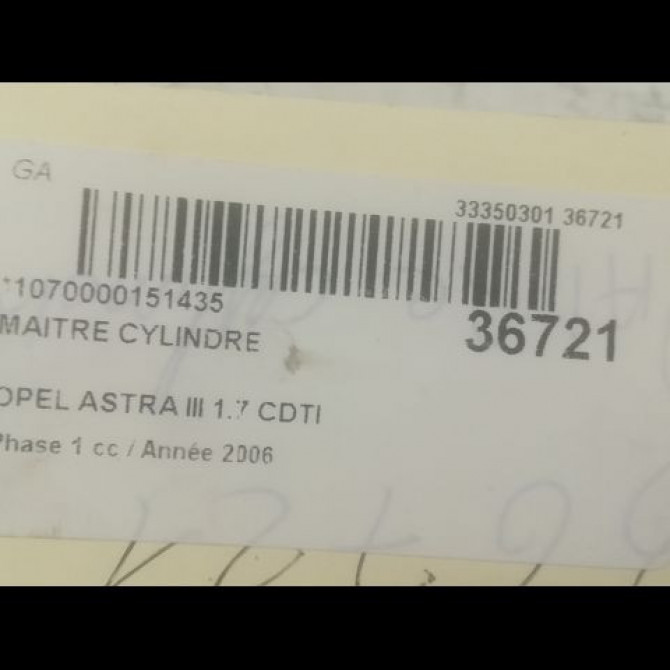 GA
33350301 36721
*1070000151435
36721
MAITRE CYLINDRE
OPEL ASTRA III 1.7 CDTI
Phase 1 cc / Année 2006